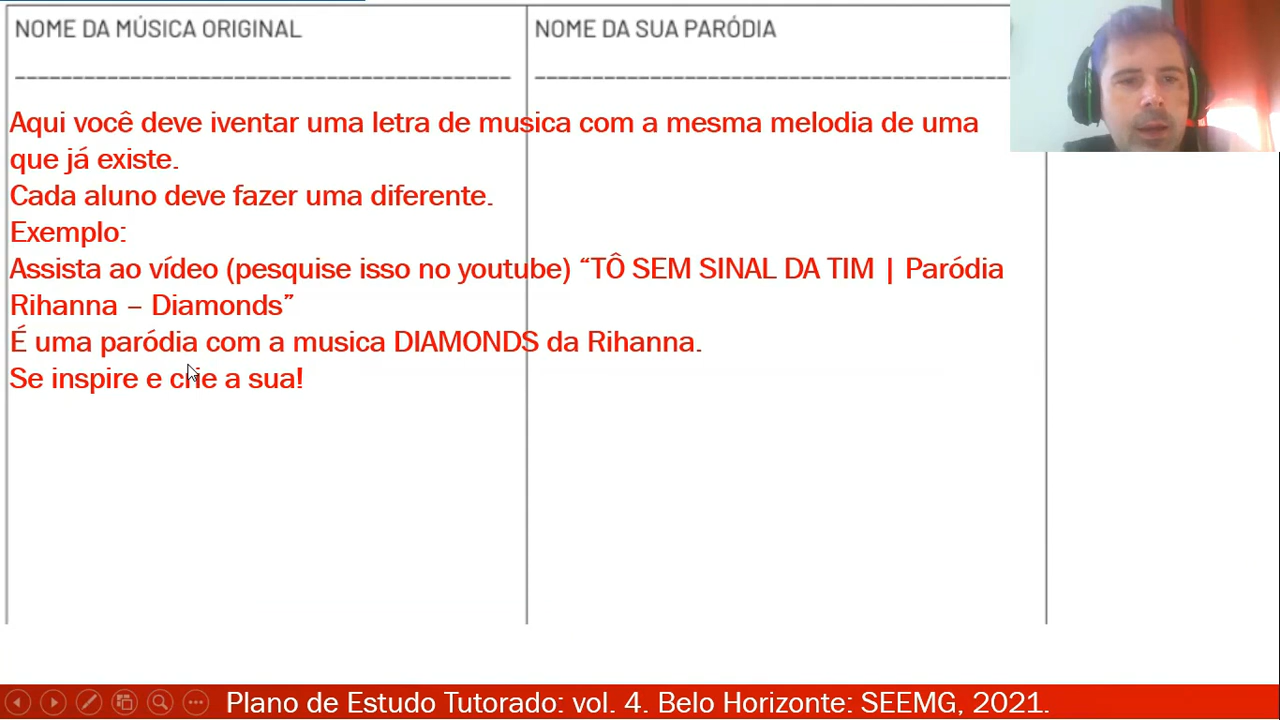 NOME DA MÚSICA ORIGINAL
NOME DA SUA PARÓDIA
Aqui você deve iventar uma letra de musica com a mesma melodia de uma
que já existe.
Cada aluno deve fazer uma diferente.
Exemplo:
Assista ao vídeo (pesquise isso no youtube) “TÔ SEM SINAL DA TIM | Paródia
Rihanna – Diamonds”
É uma paródia com a musica DIAMONDS da Rihanna.
Se inspire e crie a sua!
Plano de Estudo Tutorado: vol. 4. Belo Horizonte: SEEMG, 2021.